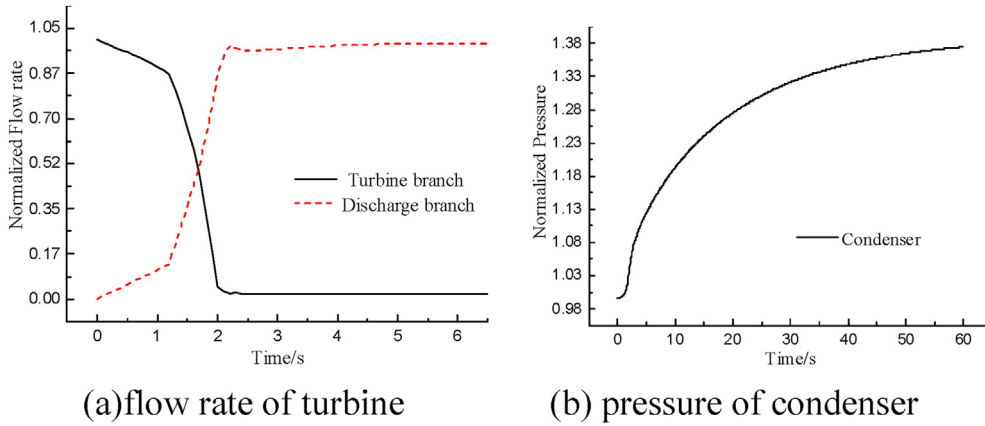 1.05
0.87
0.70
0.52
0.35
0.17
0.00
Normalized Flow rate
Turbine branch
Discharge branch
0 1 2 3 4 5 6
Time/s
(a)flow rate of turbine
1.38
1.33
1.28
1.23
1.18
1.13
1.08
1.03
0.98
Normalized Pressure
Condenser
0 10 20 30 40 50 60
Time/s
(b) pressure of condenser